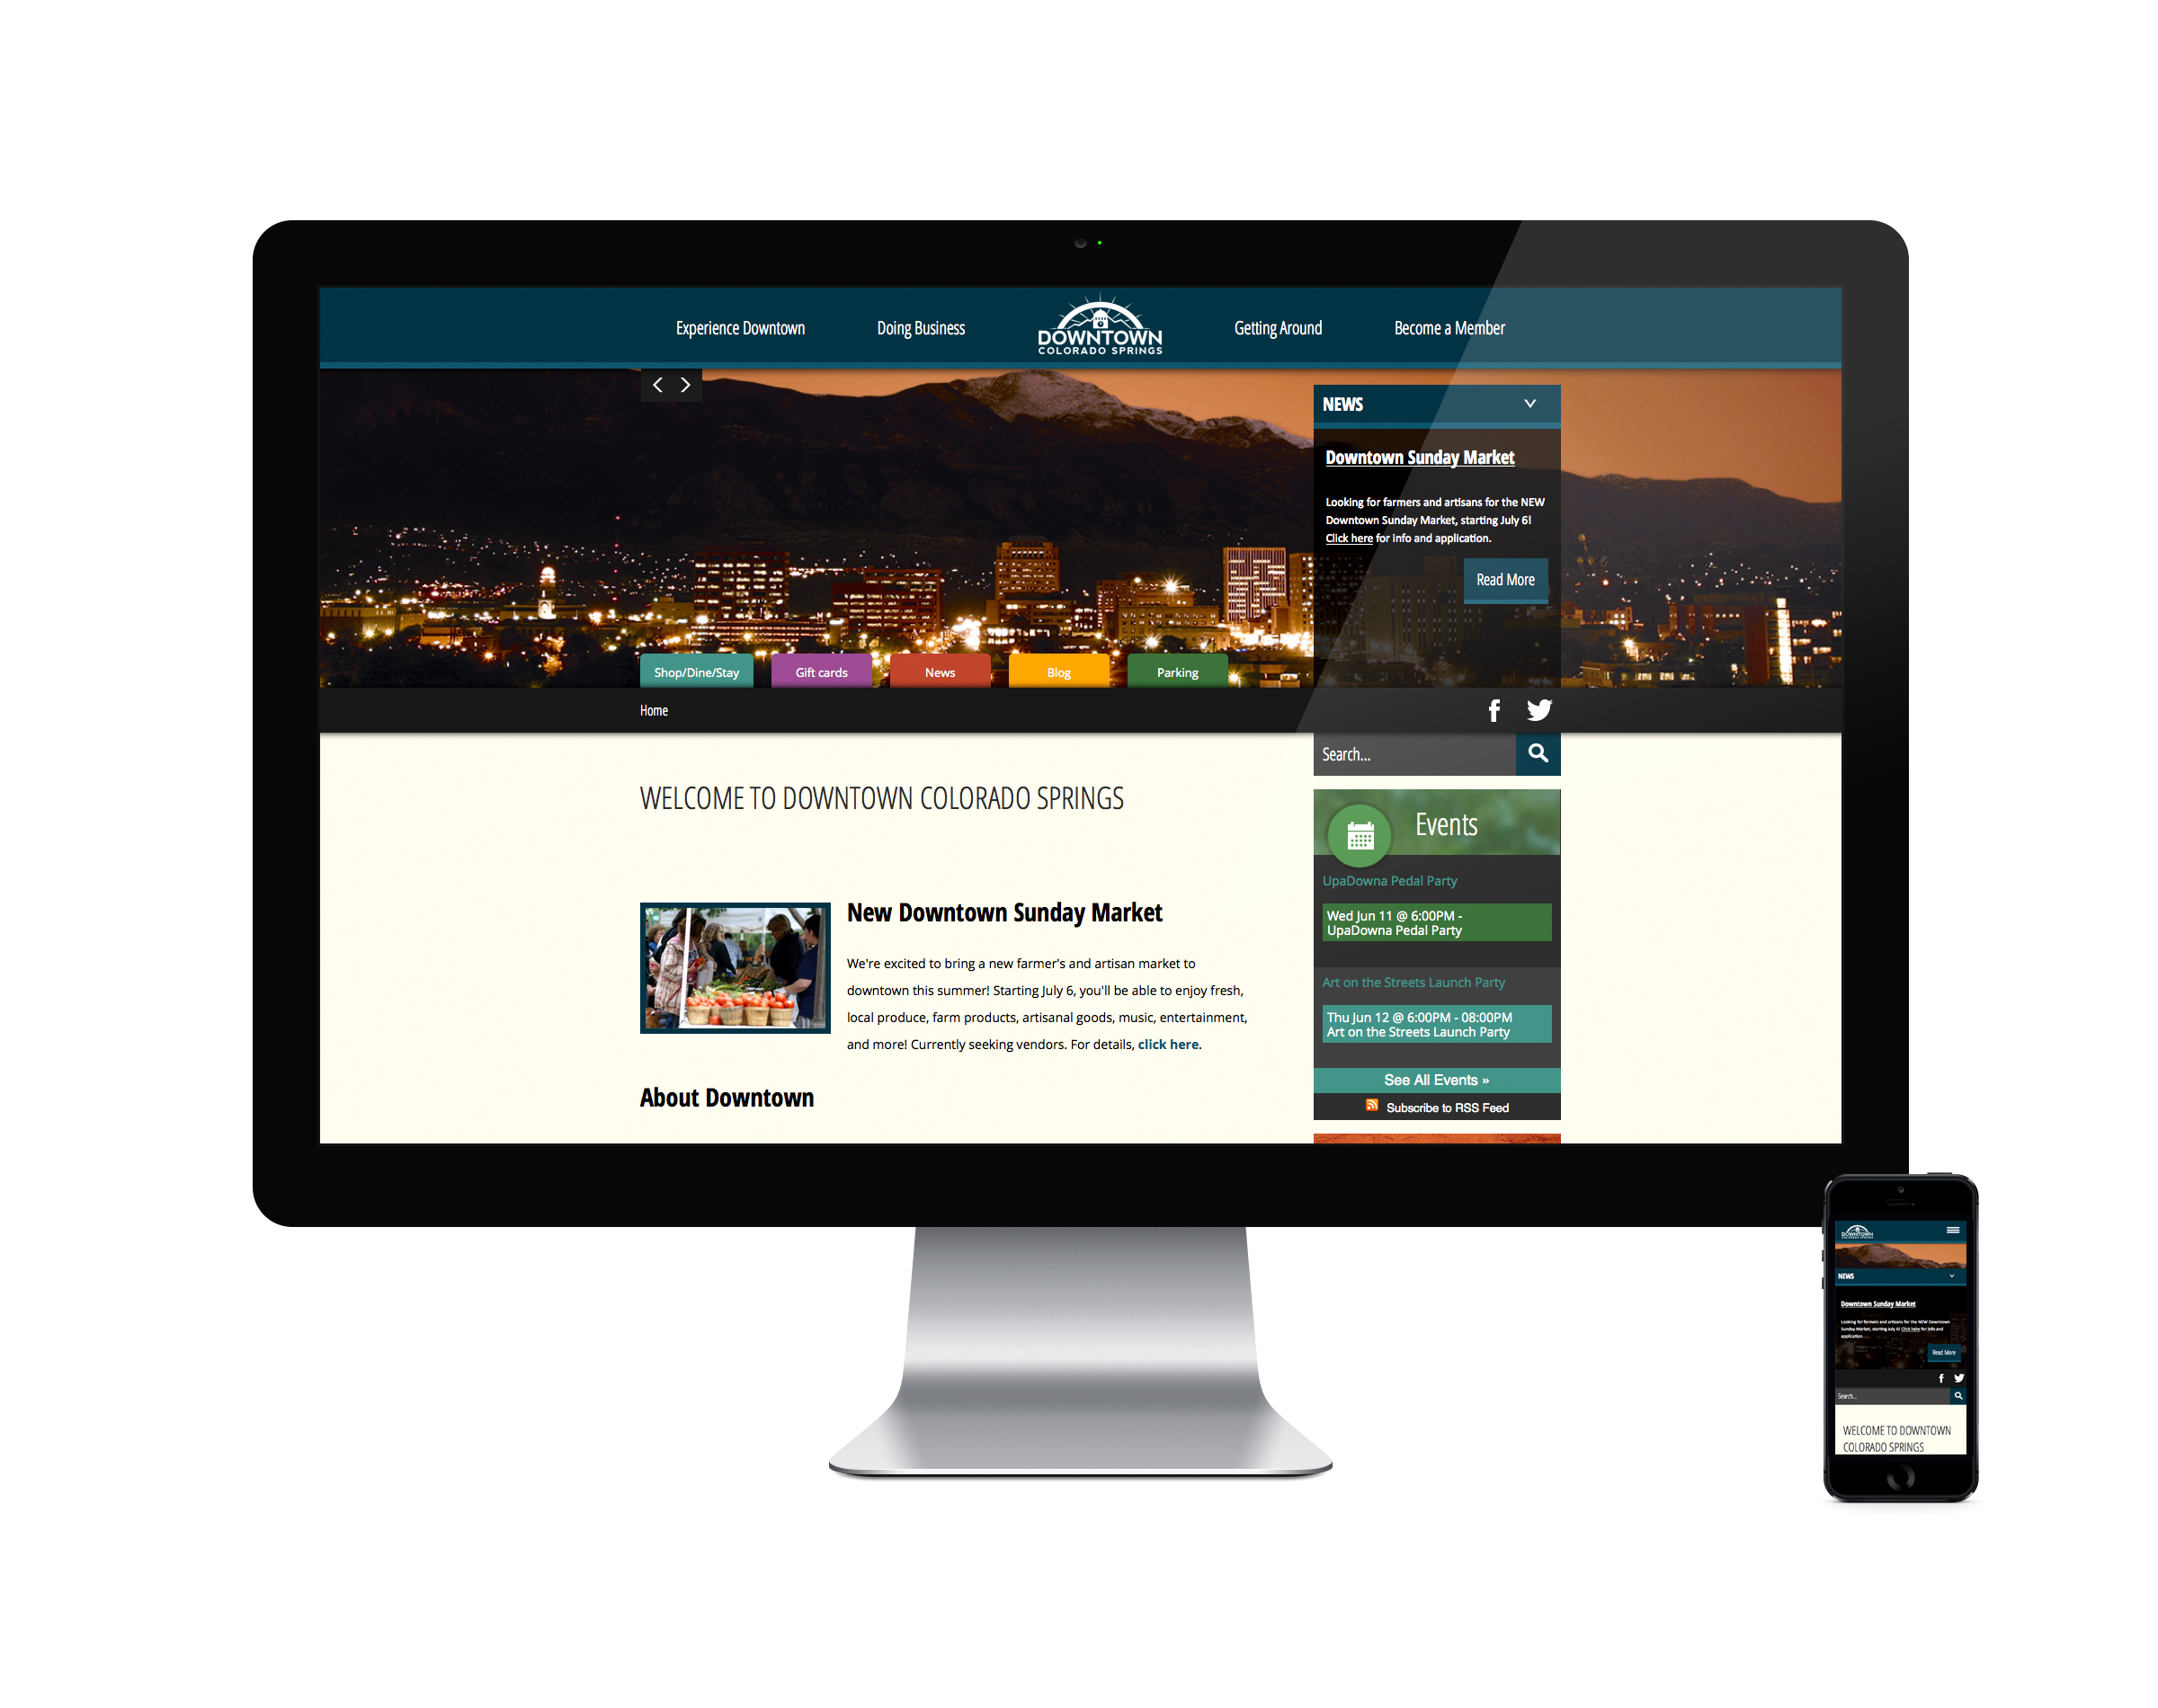 Experience Downtown
Doing Business
DOWNTOWN
COLORADO SPRINGS
Getting Around
Become a Member
NEWS
Downtown Sunday Market
Looking for farmers and artisans for the NEW
Downtown Sunday Market, starting July 6!
Click here for info and application.
Read More
Shop/Dine/Stay
Gift cards
News
Blog
Parking
Home
Search...
WELCOME TO DOWNTOWN COLORADO SPRINGS
New Downtown Sunday Market
We're excited to bring a new farmer's and artisan market to
downtown this summer! Starting July 6, you'll be able to enjoy fresh,
local produce, farm products, artisanal goods, music, entertainment,
and more! Currently seeking vendors. For details, click here.
About Downtown
Events
UpaDowna Pedal Party
Wed Jun 11 @ 6:00PM -
UpaDowna Pedal Party
Art on the Streets Launch Party
Thu Jun 12 @ 6:00PM - 08:00PM
Art on the Streets Launch Party
See All Events »
Subscribe to RSS Feed
DOWNTOWN
COLORADO SPRINGS
NEWS
Downtown Sunday Market
Looking for farmers and artisans for the NEW Downtown
Sunday Market, starting July 6! Click here for info and
application.
Read More
Search...
WELCOME TO DOWNTOWN
COLORADO SPRINGS